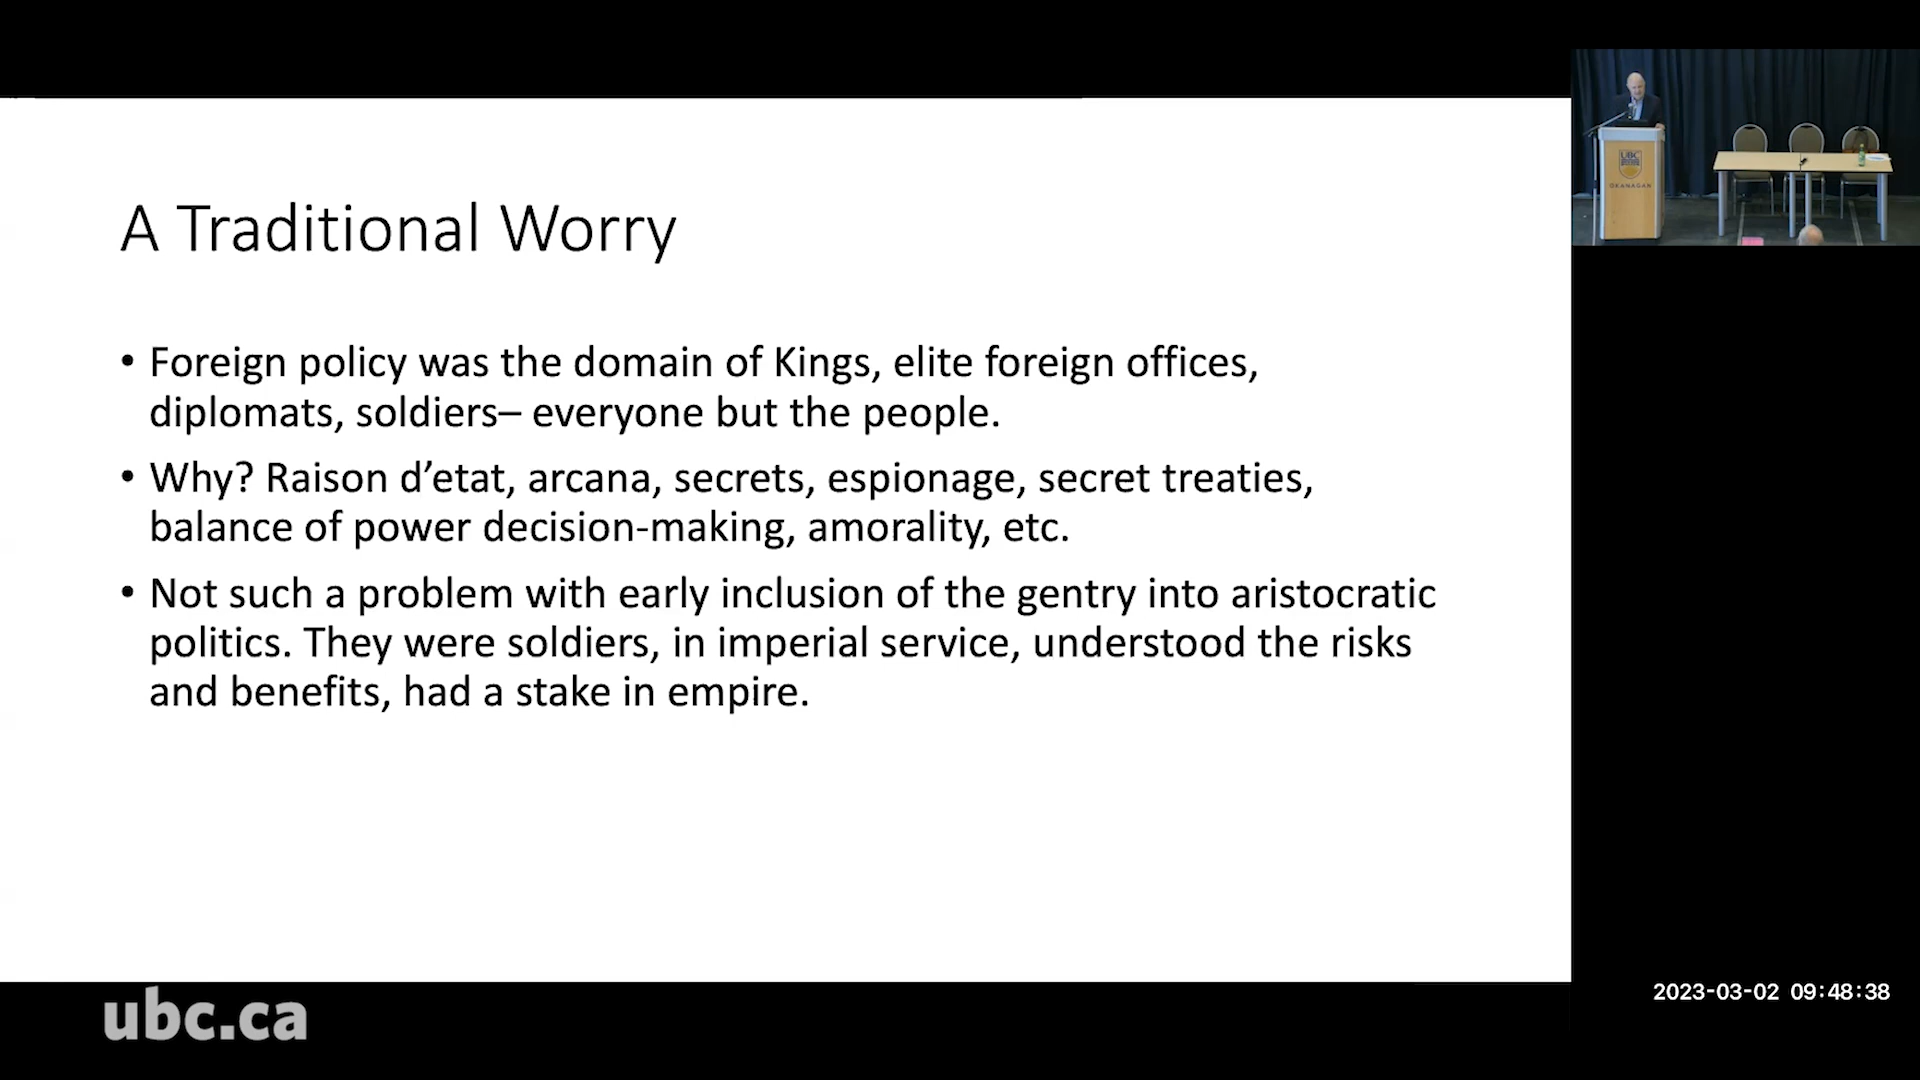 A Traditional Worry
• Foreign policy was the domain of Kings, elite foreign offices,
diplomats, soldiers– everyone but the people.
• Why? Raison d’etat, arcana, secrets, espionage, secret treaties,
balance of power decision-making, amorality, etc.
• Not such a problem with early inclusion of the gentry into aristocratic
politics. They were soldiers, in imperial service, understood the risks
and benefits, had a stake in empire.
UBC
OKANAGAN
2023-03-02 09:48:38
ubc.ca